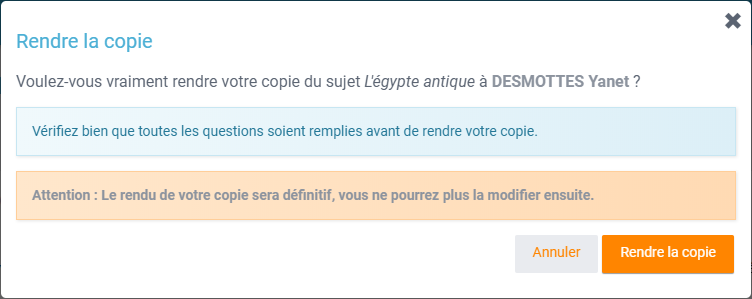 Rendre la copie
Voulez-vous vraiment rendre votre copie du sujet L'égypte antique à DESMOTTES Yanet ?
Vérifiez bien que toutes les questions soient remplies avant de rendre votre copie.
Attention : Le rendu de votre copie sera définitif, vous ne pourrez plus la modifier ensuite.
Annuler
Rendre la copie